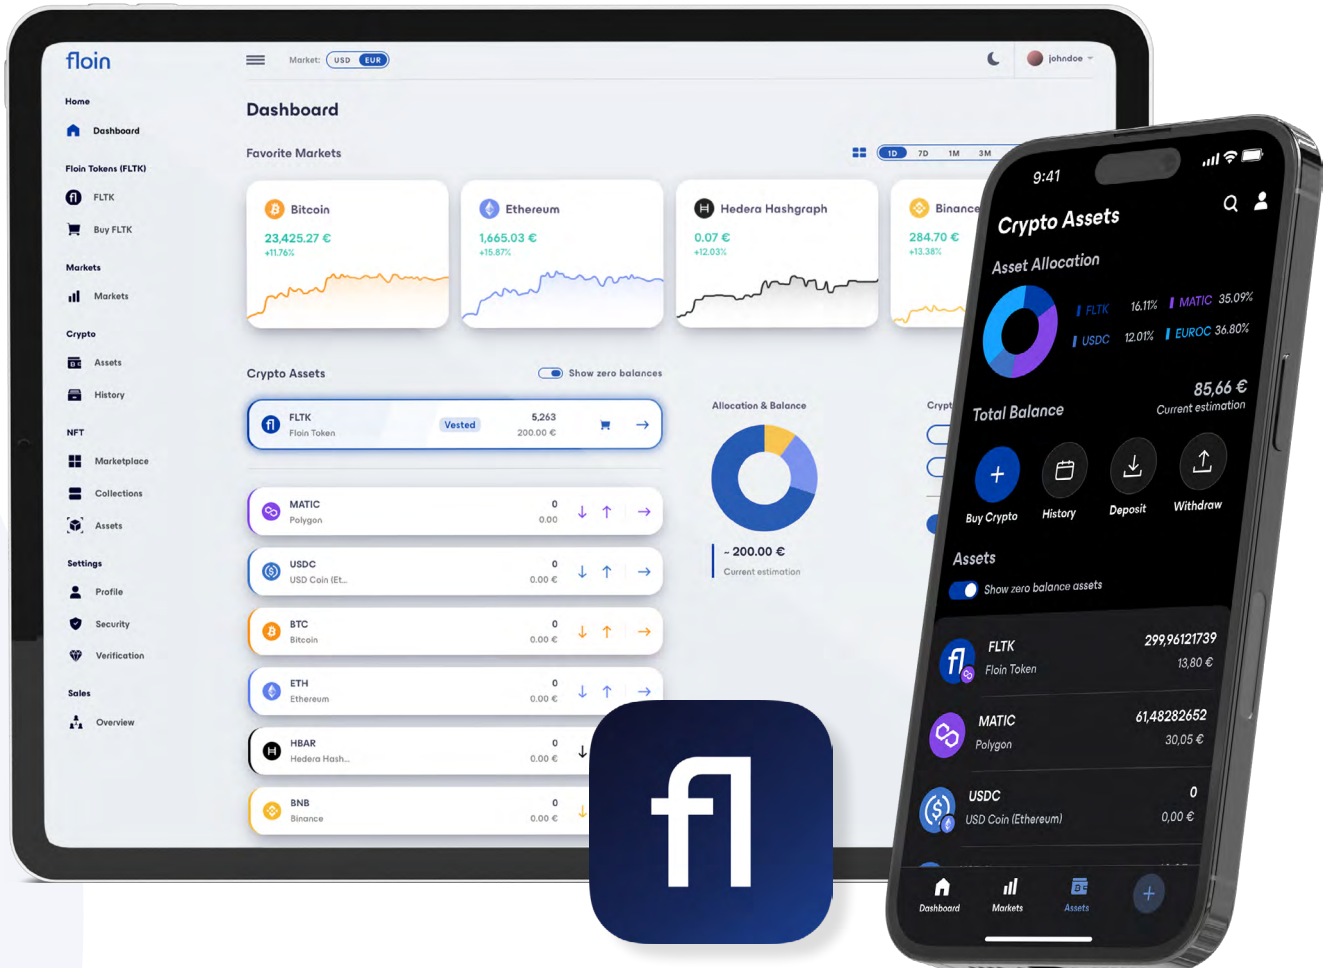 floin
Market: USD EUR
johndoe
Home
Dashboard
Floin Tokens (FLTK)
FLTK
Buy FLTK
Markets
Markets
Crypto
Assets
History
NFT
Marketplace
Collections
Assets
Settings
Profile
Security
Verification
Sales
Overview
Dashboard
Favorite Markets
1D 7D 1M 3M
Bitcoin
23,425.27 €
+11.76%
Ethereum
1,665.03 €
+15.87%
Hedera Hashgraph
0.07 €
+12.03%
Binance
284.70 €
+13.38%
Crypto Assets
Show zero balances
FLTK
Floin Token
Vested
5,263
200.00 €
MATIC
Polygon
0
0.00
USDC
USD Coin (Et...
0
0.00 €
BTC
Bitcoin
0
0.00 €
ETH
Ethereum
0
0.00 €
HBAR
Hedera Hash...
0
0.00 €
BNB
Binance
0
0.00 €
Allocation & Balance
~ 200.00 €
Current estimation
fl
9:41
Crypto Assets
Asset Allocation
FLTK 16.11% MATIC 35.09%
USDC 12.01% EUROC 36.80%
Total Balance
85,66 €
Current estimation
Buy Crypto
History
Deposit
Withdraw
Assets
Show zero balance assets
FLTK
Floin Token
299,96121739
13,80 €
MATIC
Polygon
61,48282652
30,05 €
USDC
USD Coin (Ethereum)
0
0,00 €
Dashboard
Markets
Assets